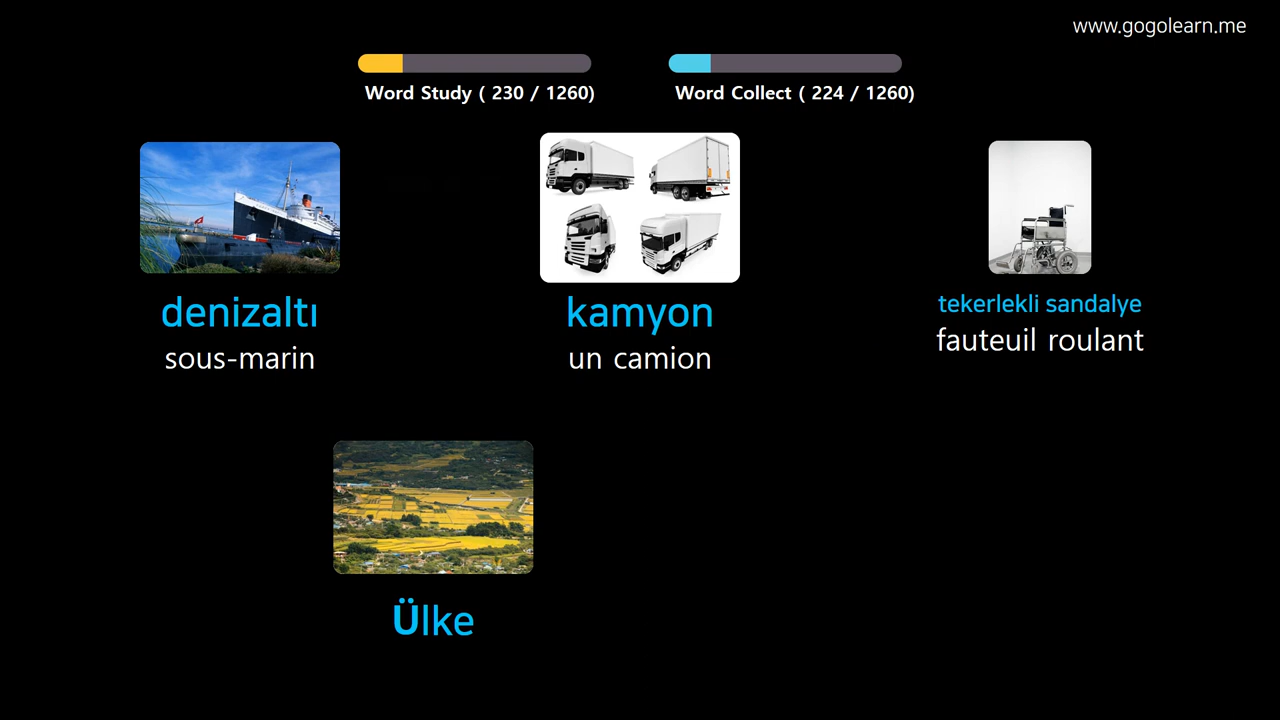 www.gogolearn.me
Word Study ( 230 / 1260)
Word Collect ( 224 / 1260)
denizaltı
sous-marin
kamyon
un camion
tekerlekli sandalye
fauteuil roulant
Ülke